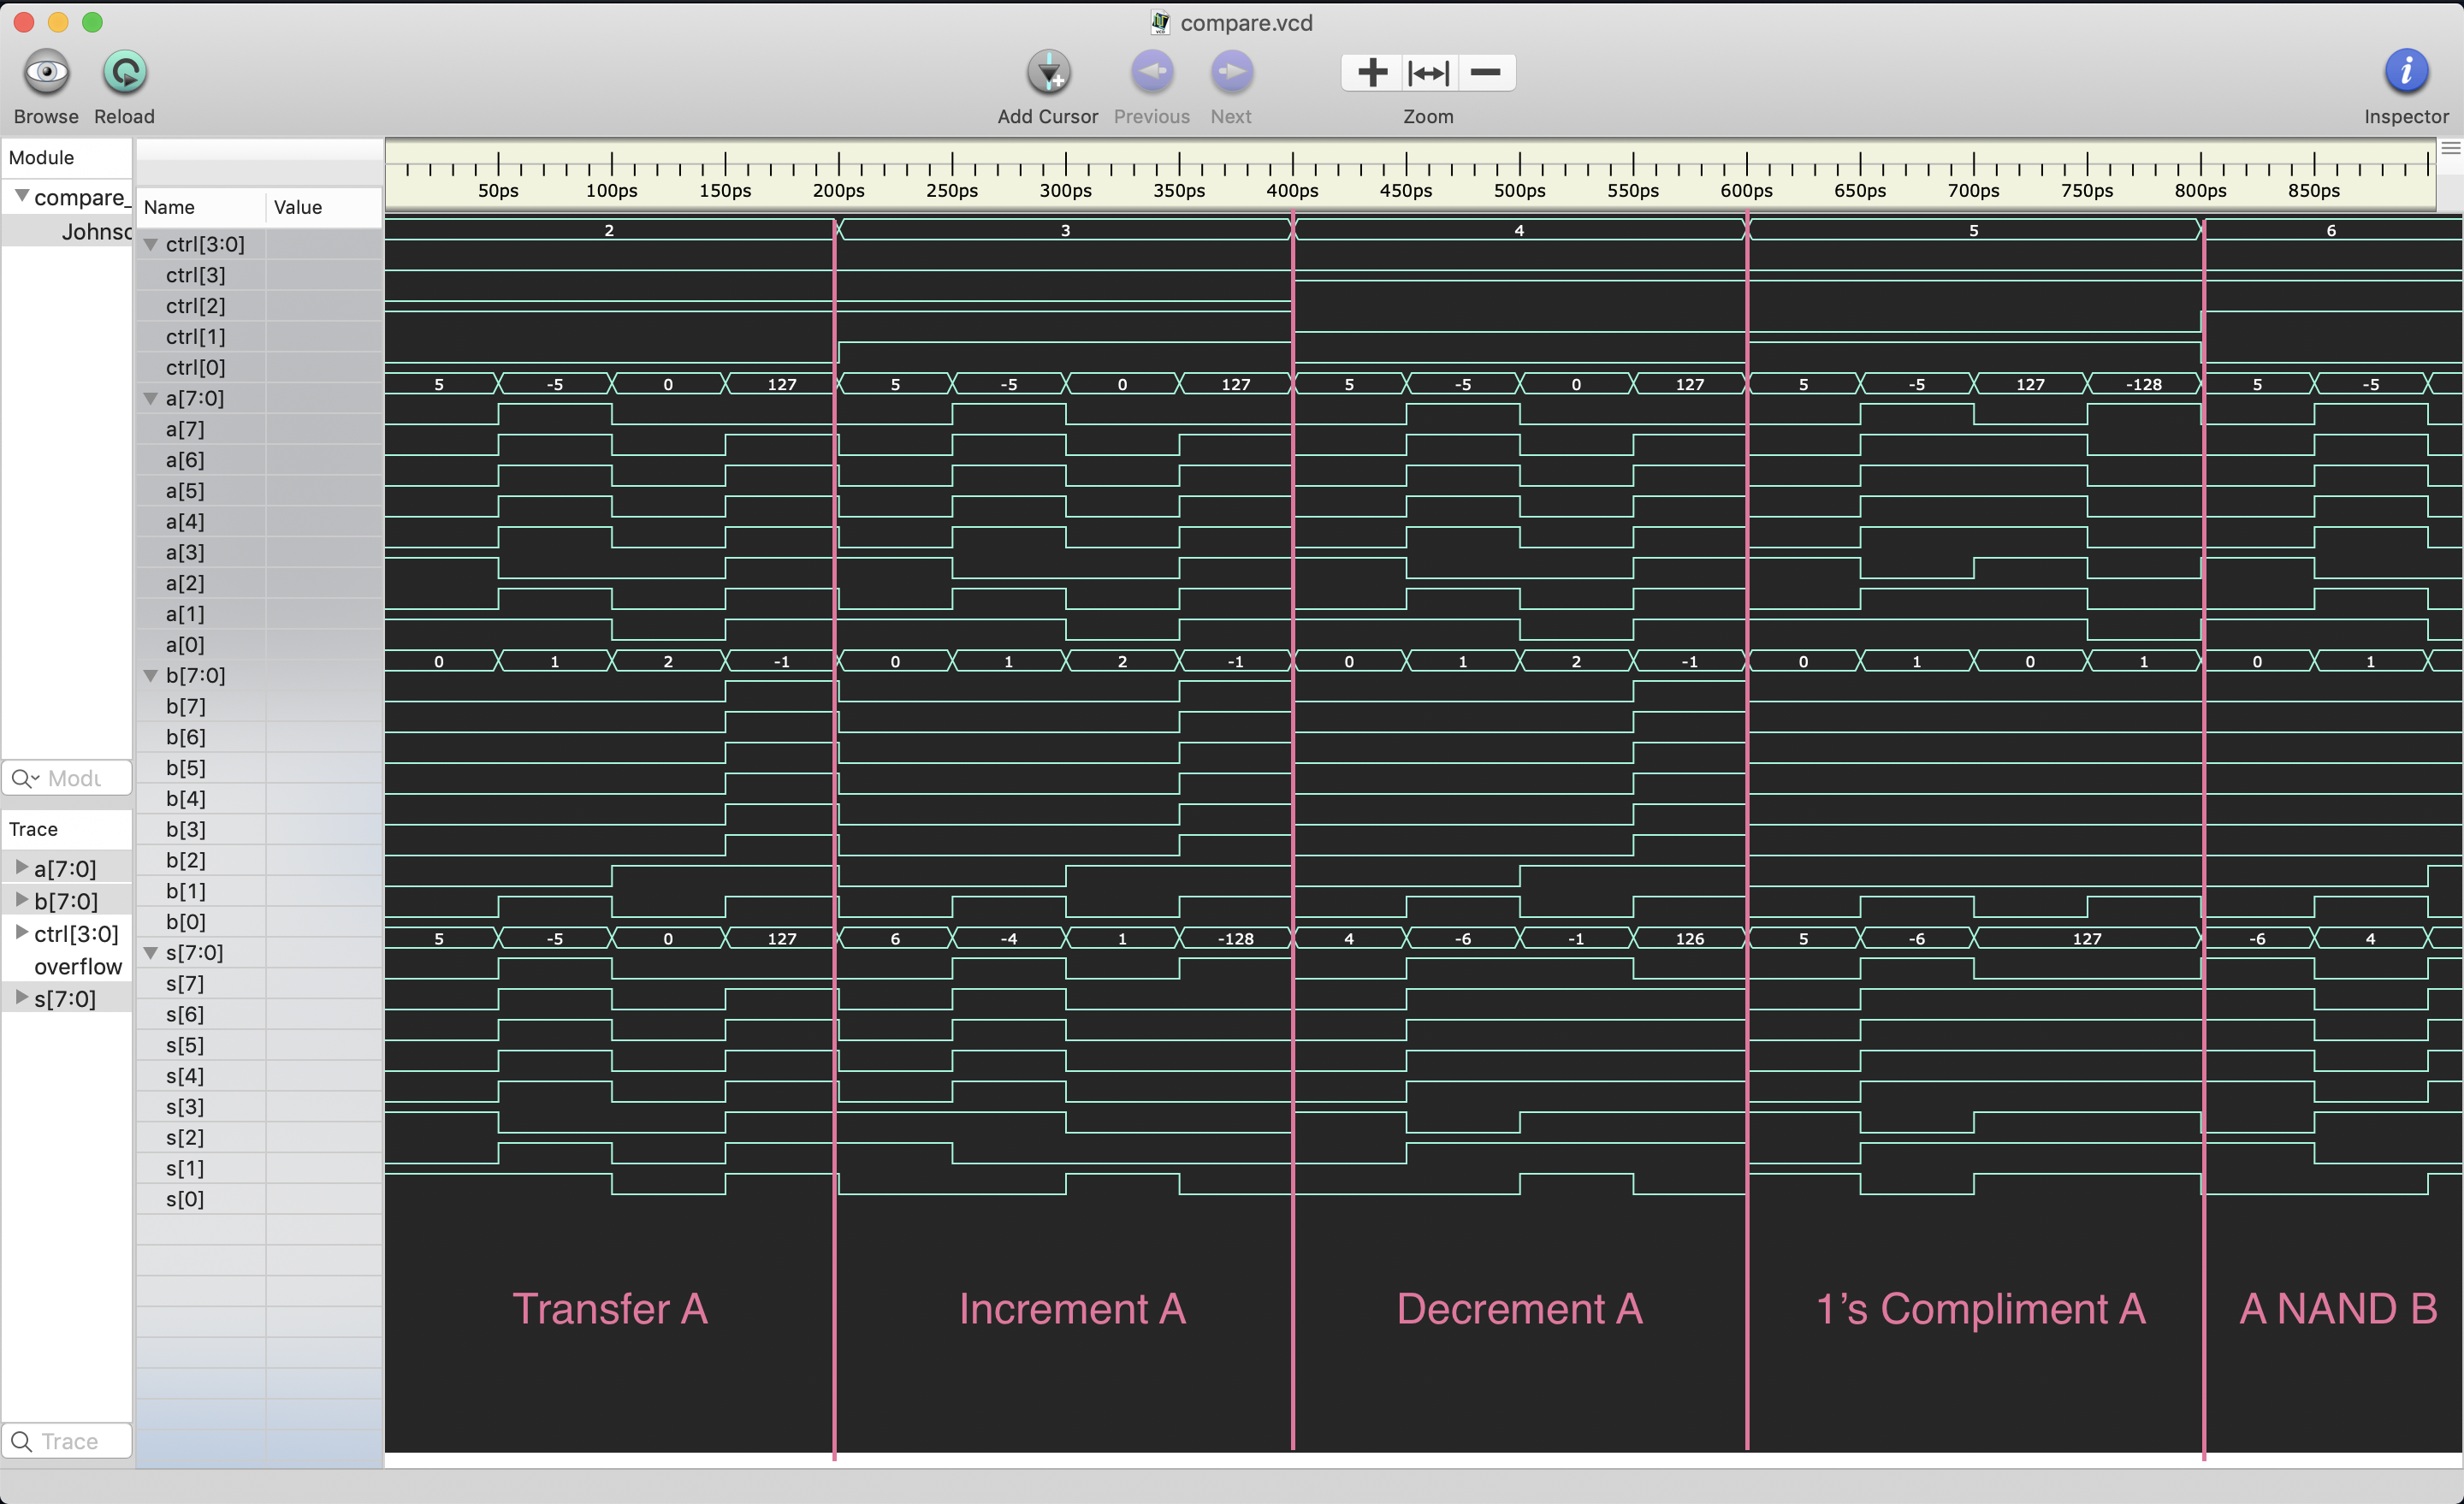 compare.vcd
Browse Reload Add Cursor Previous Next Zoom Inspector
Module
compare_
Johnsc
Modu
Trace
a[7:0]
b[7:0]
ctrl[3:0]
overflow
s[7:0]
Trace
Name Value
50ps 100ps 150ps 200ps 250ps 300ps 350ps 400ps 450ps 500ps 550ps 600ps 650ps 700ps 750ps 800ps 850ps
ctrl[3:0] 2 3 4 5 6
ctrl[3]
ctrl[2]
ctrl[1]
ctrl[0]
a[7:0] 5 -5 0 127 5 -5 0 127 5 -5 0 127 5 -5 127 -128 5 -5
a[7]
a[6]
a[5]
a[4]
a[3]
a[2]
a[1]
a[0]
b[7:0] 0 1 2 -1 0 1 2 -1 0 1 2 -1 0 1 0 1 0 1
b[7]
b[6]
b[5]
b[4]
b[3]
b[2]
b[1]
b[0]
s[7:0] 5 -5 0 127 6 -4 1 -128 4 -6 -1 126 5 -6 127 -6 4
s[7]
s[6]
s[5]
s[4]
s[3]
s[2]
s[1]
s[0]
Transfer A Increment A Decrement A 1’s Compliment A A NAND B